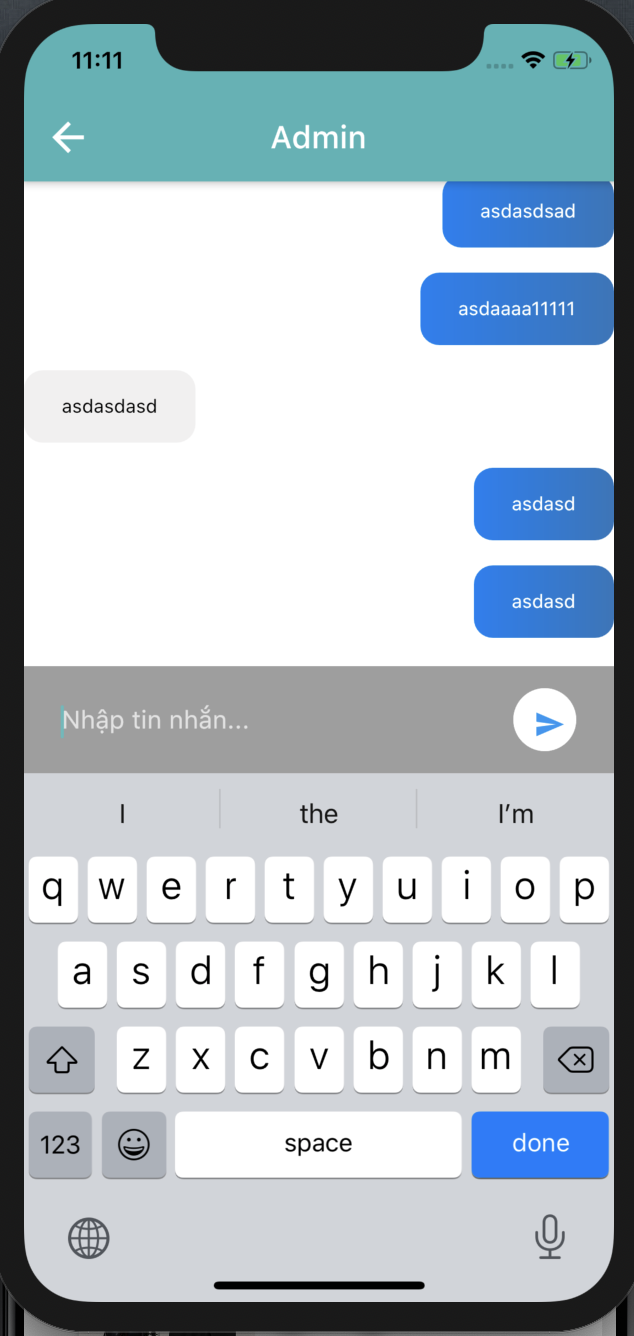 11:11
Admin
asdasdsad
asdaaaa11111
asdasdasd
asdasd
asdasd
Nhập tin nhắn...
I the I’m
q w e r t y u i o p
a s d f g h j k l
z x c v b n m
123 space done